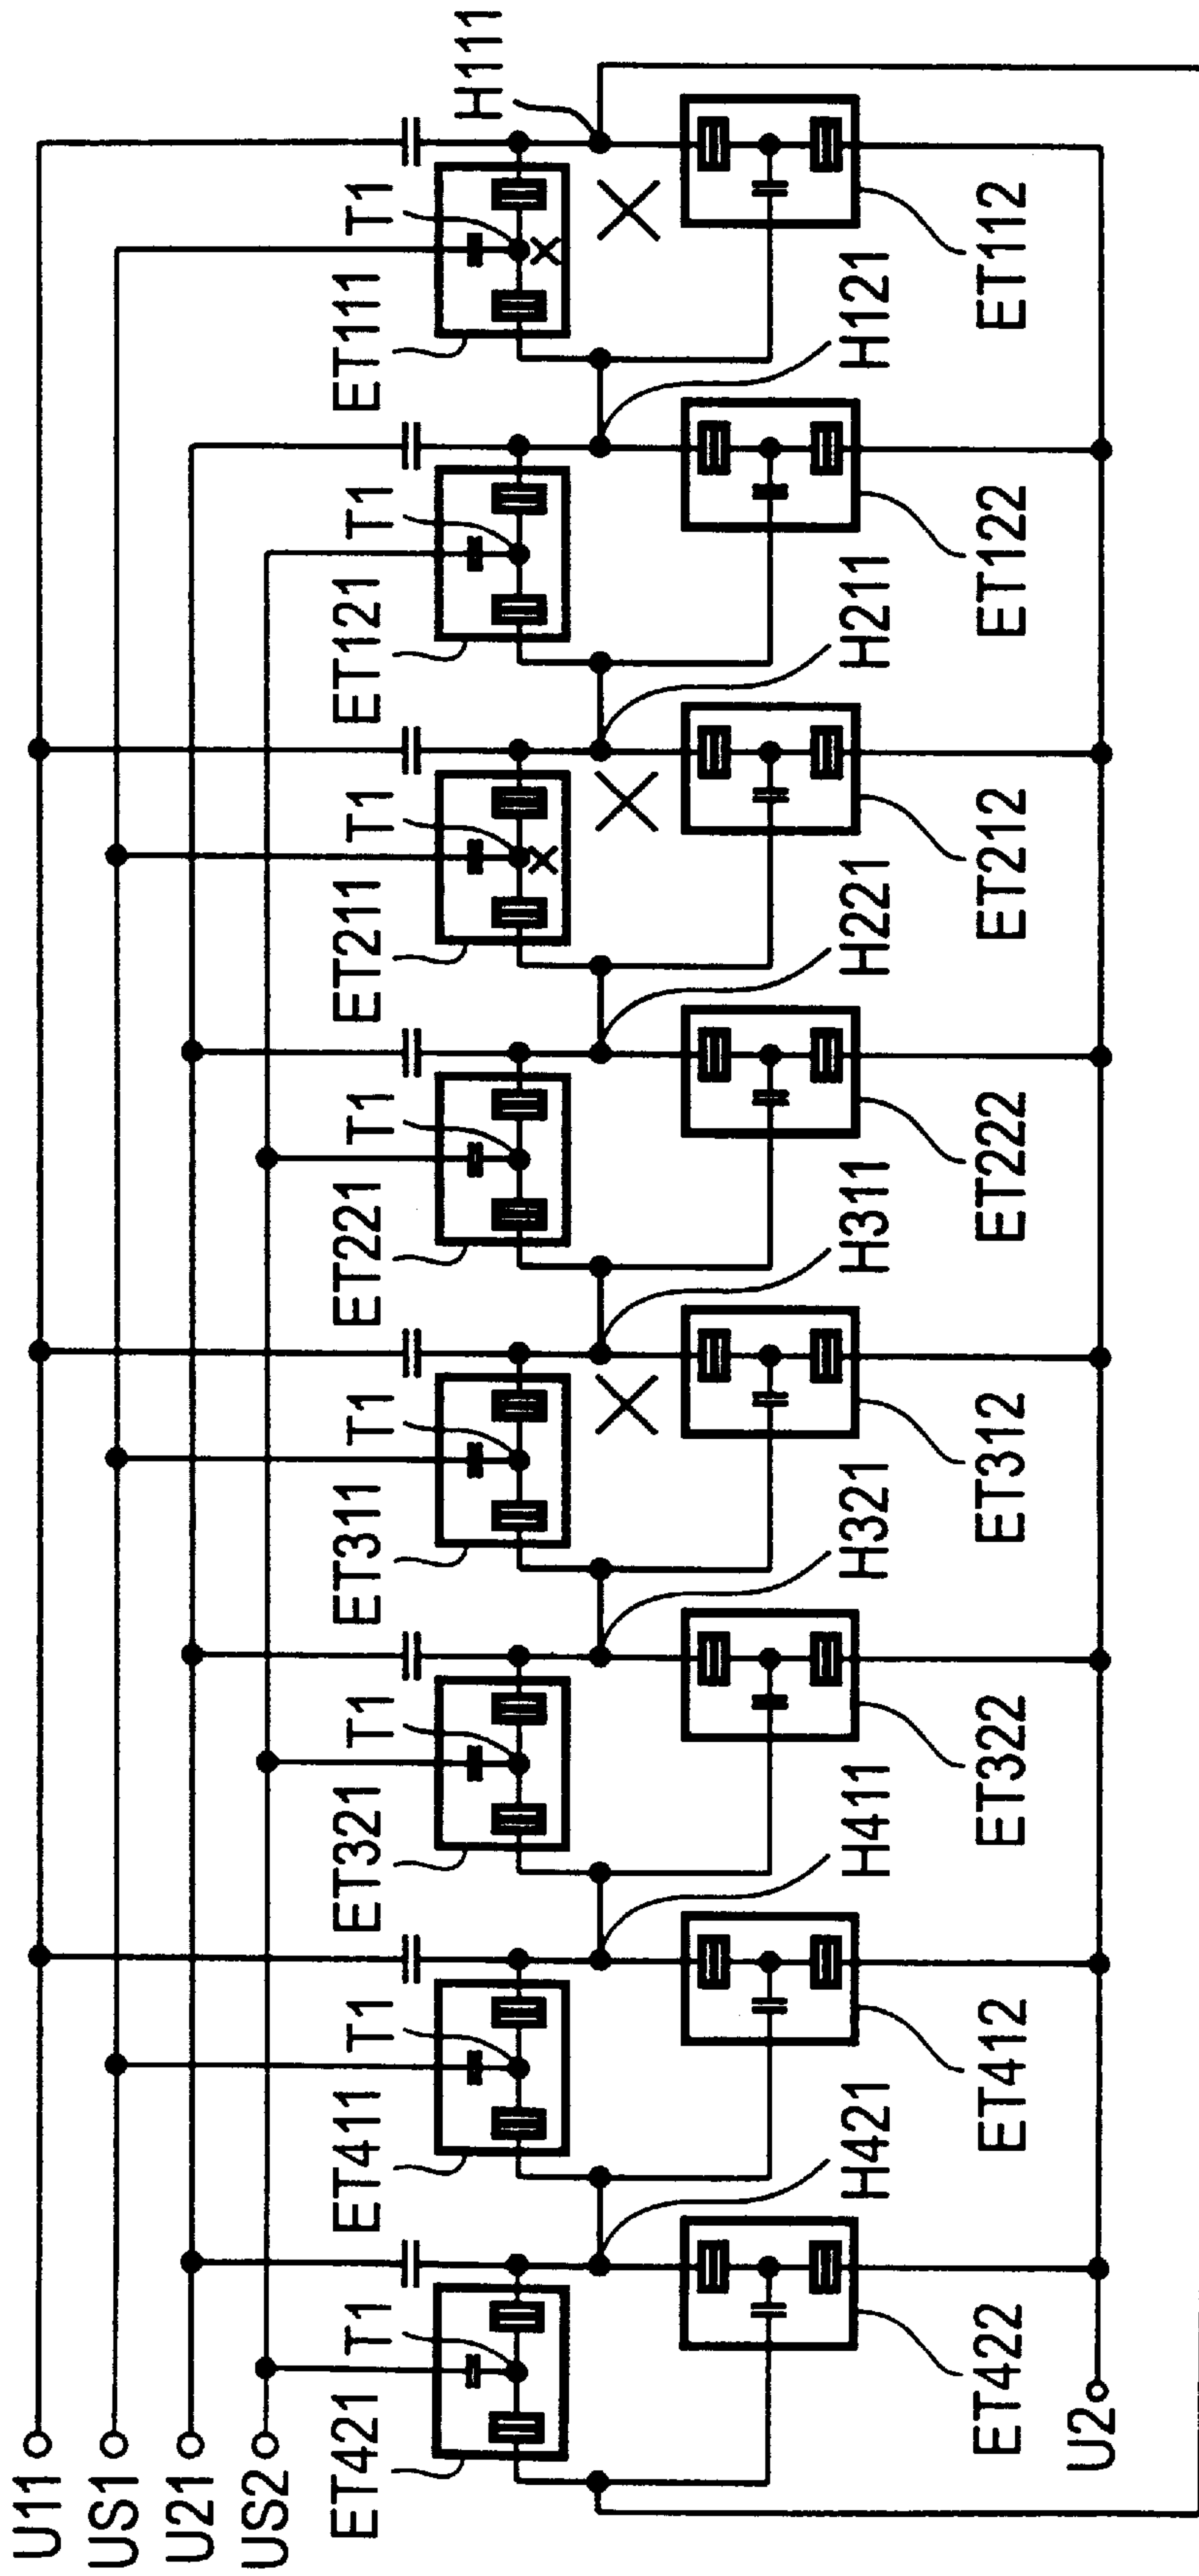 U11
US1
U21
US2
ET421
T1
ET411
T1
ET321
T1
ET311
T1
ET221
T1
ET211
T1
ET121
T1
ET111
T1
H111
H421
H411
H321
H311
H221
H211
H121
ET422
ET412
ET322
ET312
ET222
ET212
ET122
ET112
U2